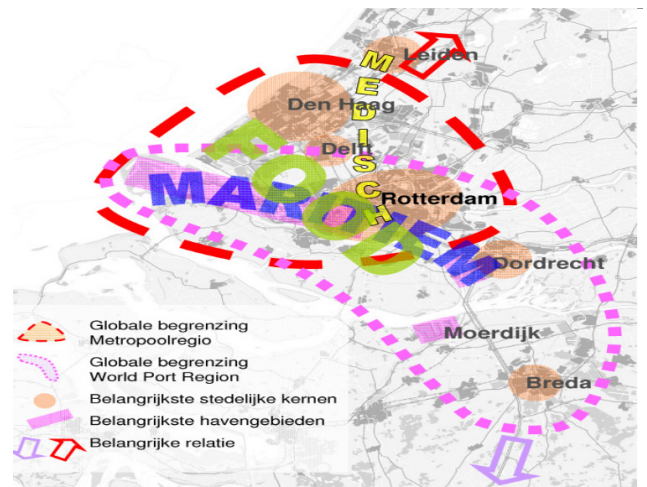 Leiden
MEDISCH
Den Haag
Delft
FOOD
MARITIEM
Rotterdam
Dordrecht
Moerdijk
Breda
Globale begrenzing
Metropoolregio
Globale begrenzing
World Port Region
Belangrijkste stedelijke kernen
Belangrijkste havengebieden
Belangrijke relatie